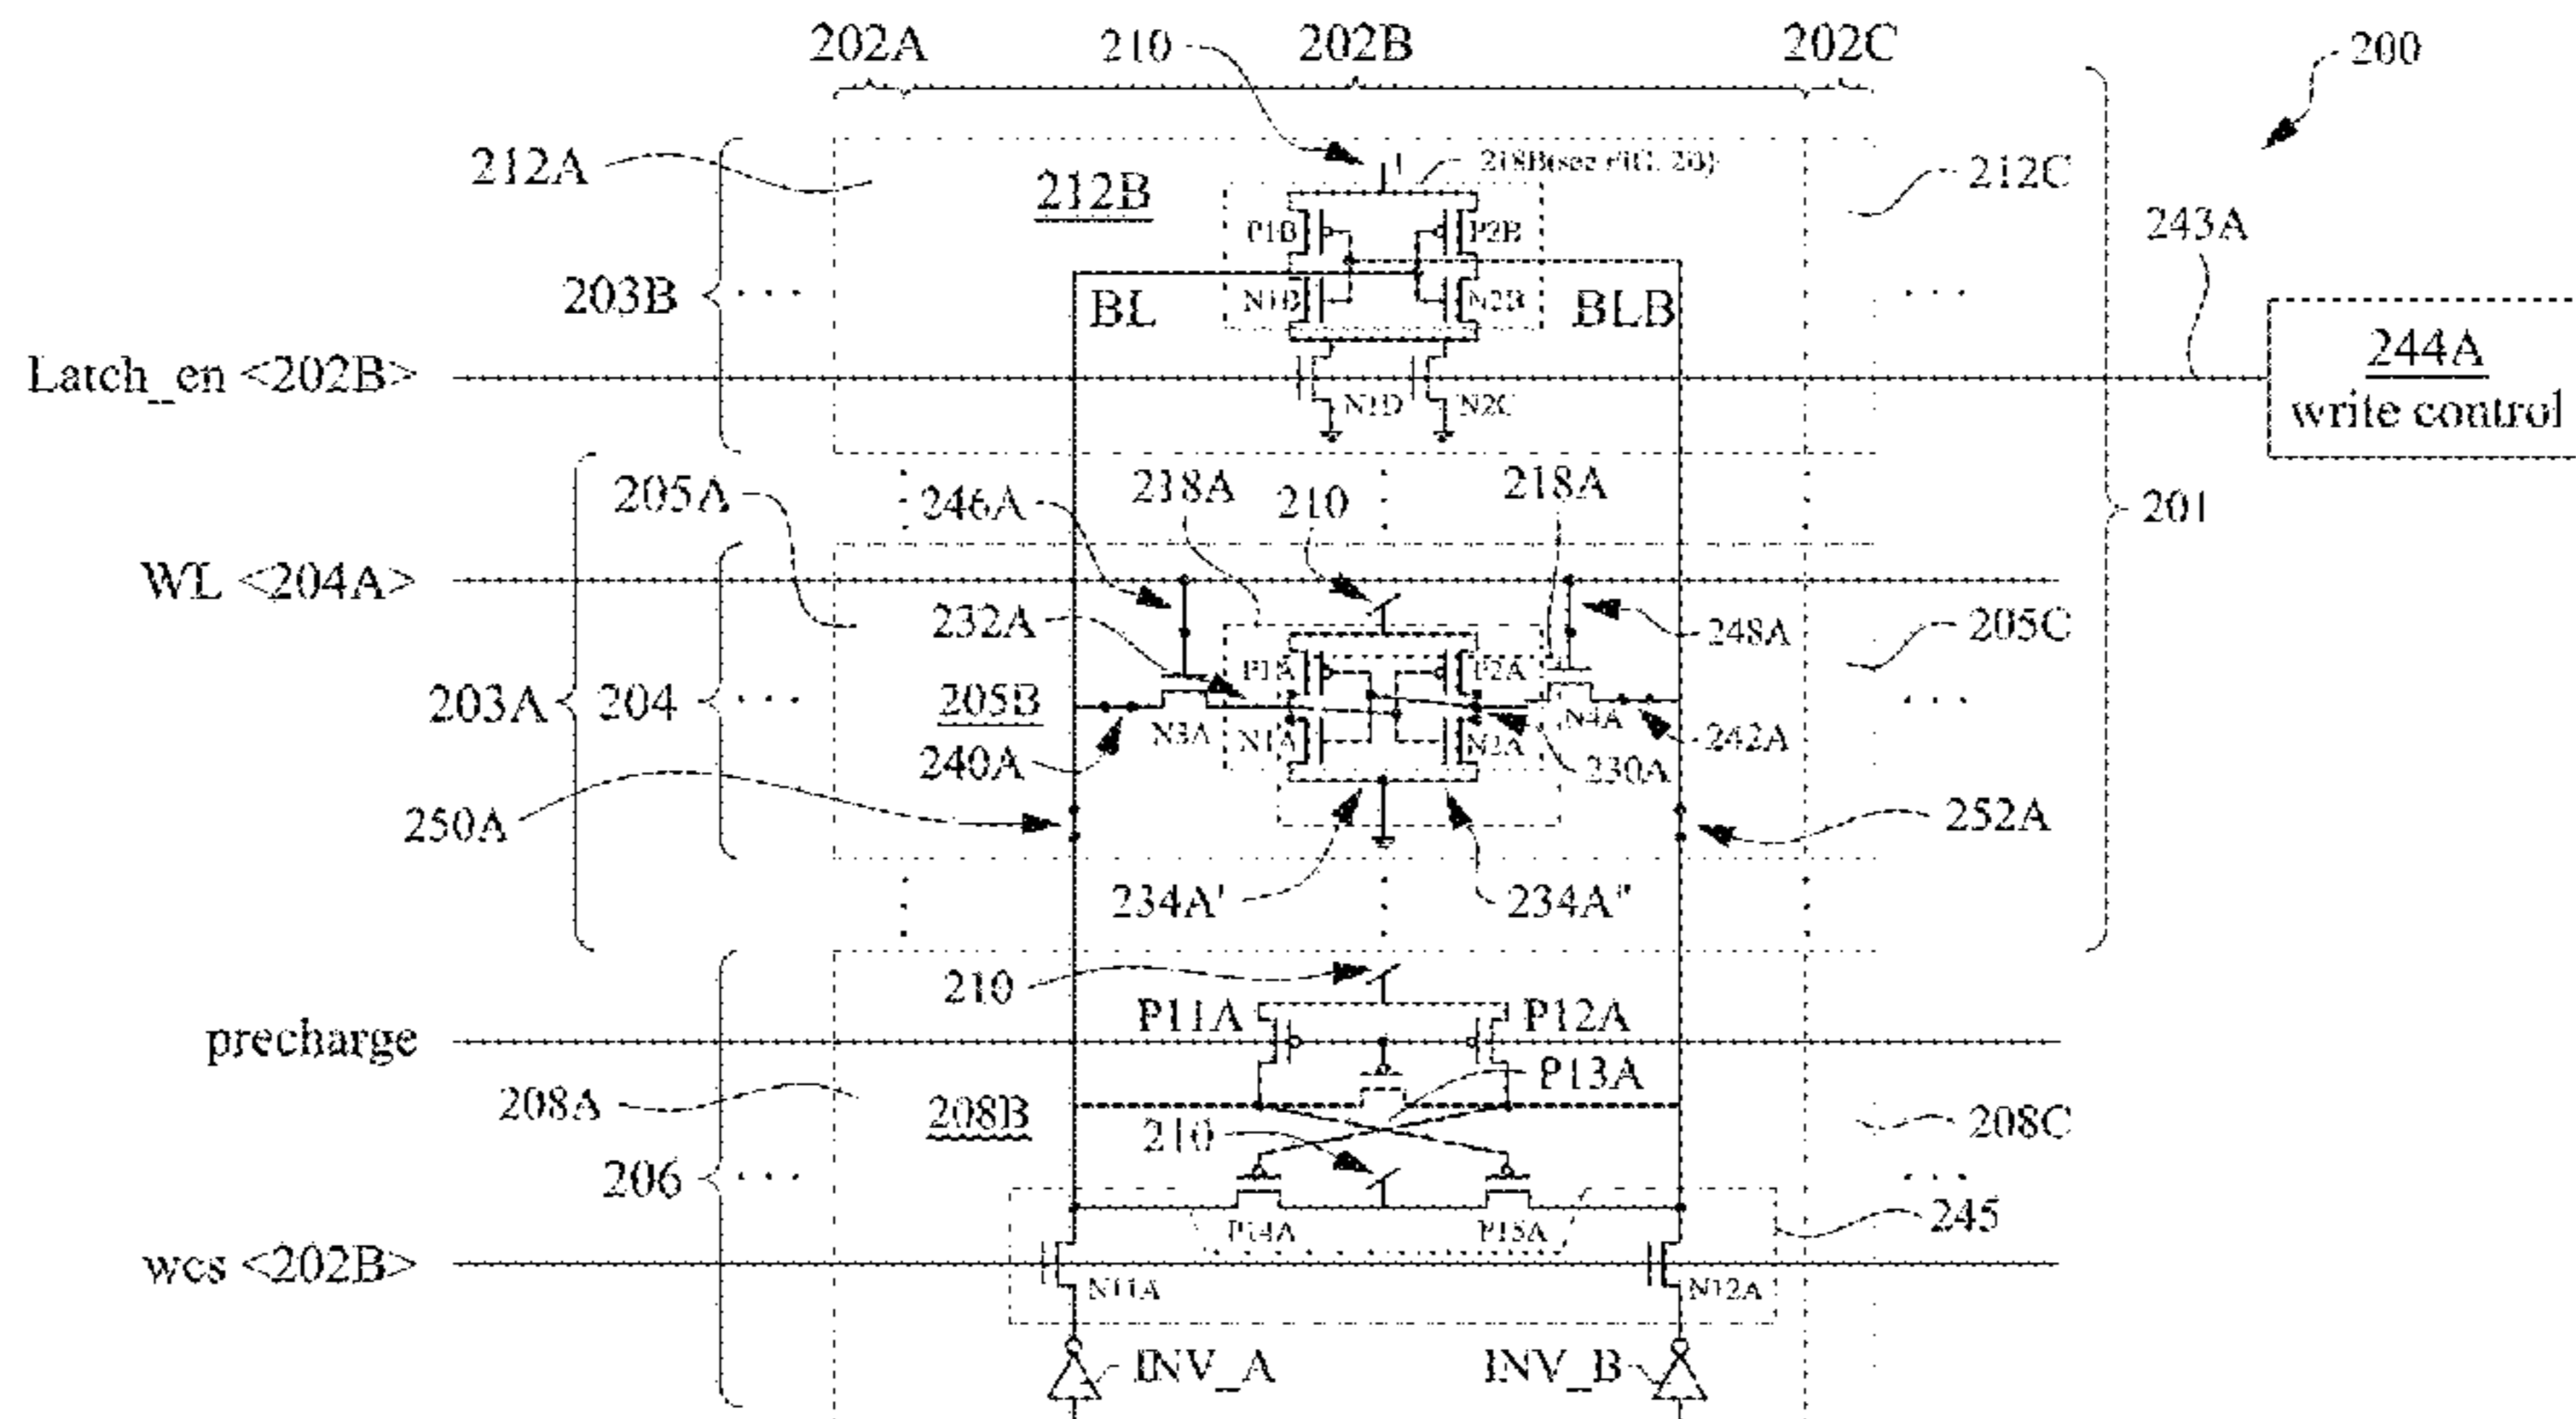 202A 210 202B 202C 200
212A 212B 218B(see FIG. 2B) 212C
P1B P2B 243A
203B BL N1B N2B BLB
Latch_en <202B> N1D N2C 244A
write control
205A 246A 218A 210 218A 201
WL <204A>
232A 248A 205C
P1A P2A
203A 204 205B
N3A N1A N2A N4A 242A
240A 230A
250A 252A
234A' 234A"
210
P11A P12A
precharge
P13A
208A 208B 210 208C
206
P14A P15A 245
wcs <202B>
N11A N12A
INV_A INV_B